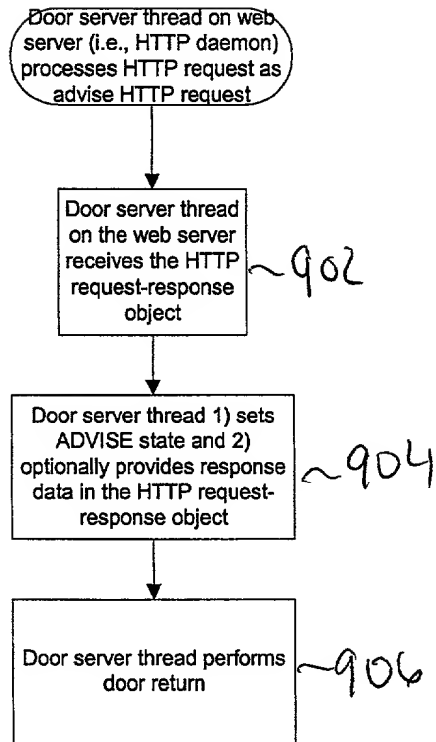 Door server thread on web
server (i.e., HTTP daemon)
processes HTTP request as
advise HTTP request
Door server thread
on the web server
receives the HTTP
request-response
object
~902
Door server thread 1) sets
ADVISE state and 2)
optionally provides response
data in the HTTP request-
response object
~904
Door server thread performs
door return
~906